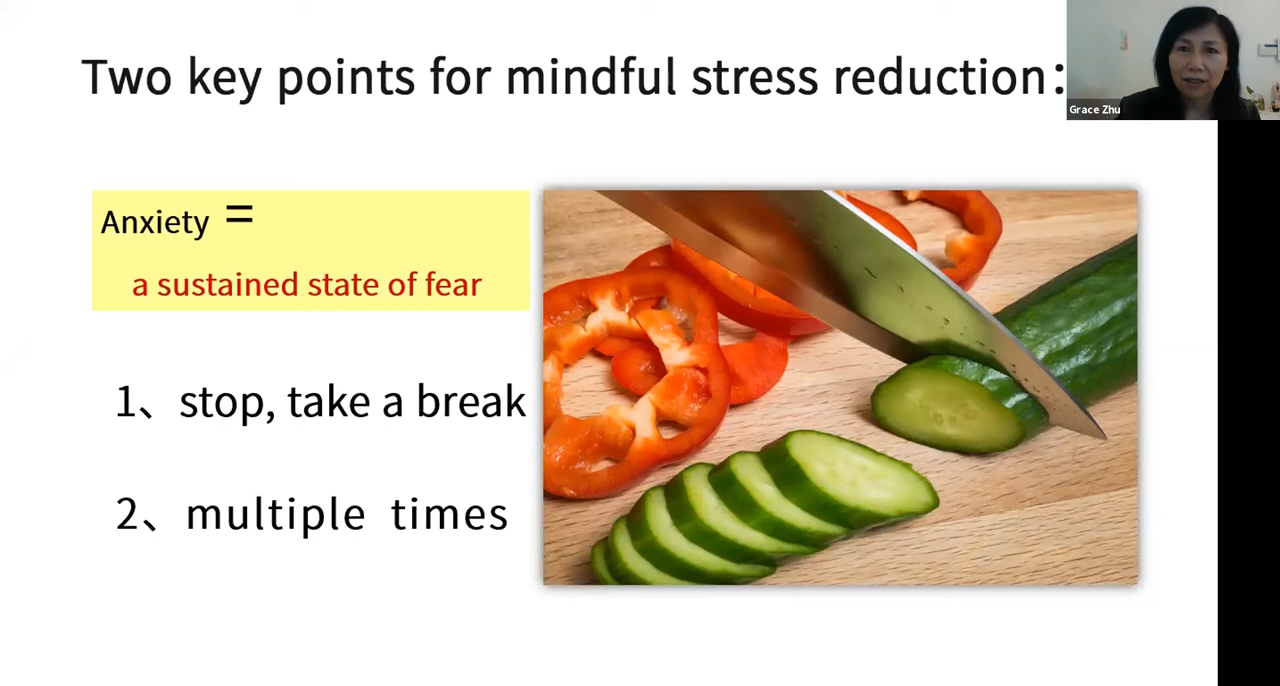 Two key points for mindful stress reduction：
Grace Zhu
Anxiety =
a sustained state of fear
1、stop, take a break
2、multiple times